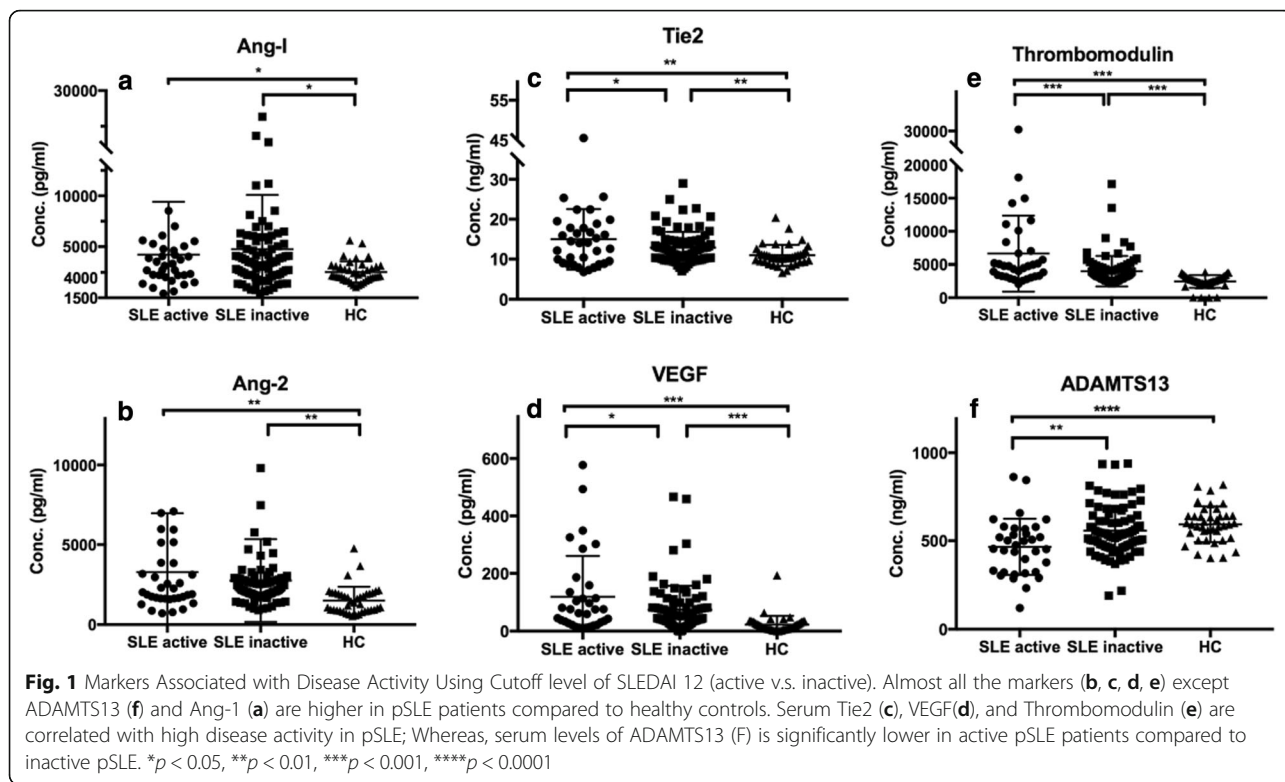 Ang-I
a
*
*
30000
10000
5000
4000
1500
Conc. (pg/ml)
SLE active SLE inactive HC
Tie2
c
**
*
**
55
45
30
20
10
0
Conc. (ng/ml)
SLE active SLE inactive HC
Thrombomodulin
e
***
***
***
30000
20000
15000
10000
5000
0
Conc. (pg/ml)
SLE active SLE inactive HC
Ang-2
b
**
**
10000
5000
0
Conc. (pg/ml)
SLE active SLE inactive HC
VEGF
d
***
*
***
600
400
200
0
Conc. (pg/ml)
SLE active SLE inactive HC
ADAMTS13
f
****
**
1000
500
0
Conc. (ng/ml)
SLE active SLE inactive HC
Fig. 1 Markers Associated with Disease Activity Using Cutoff level of SLEDAI 12 (active v.s. inactive). Almost all the markers (b, c, d, e) except
ADAMTS13 (f) and Ang-1 (a) are higher in pSLE patients compared to healthy controls. Serum Tie2 (c), VEGF(d), and Thrombomodulin (e) are
correlated with high disease activity in pSLE; Whereas, serum levels of ADAMTS13 (F) is significantly lower in active pSLE patients compared to
inactive pSLE. *p < 0.05, **p < 0.01, ***p < 0.001, ****p < 0.0001